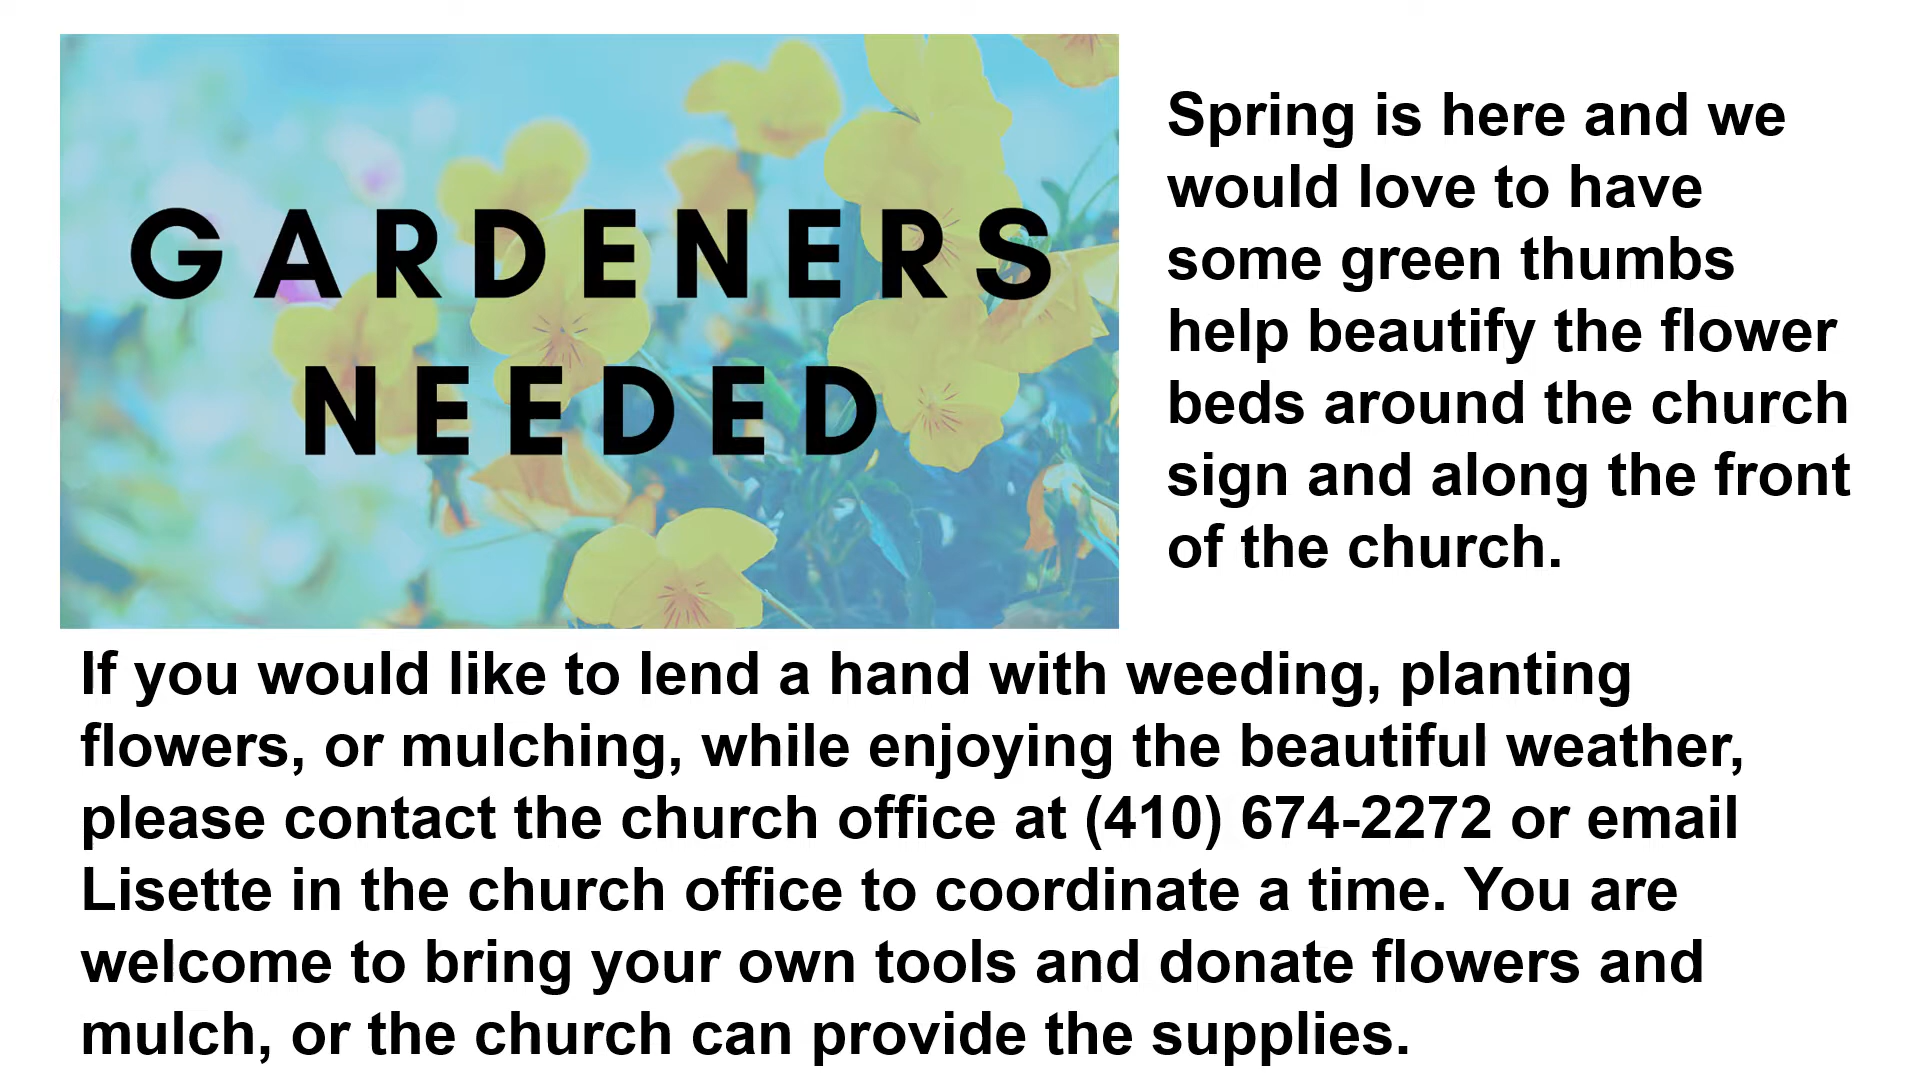 GARDENERS
NEEDED
Spring is here and we
would love to have
some green thumbs
help beautify the flower
beds around the church
sign and along the front
of the church.
If you would like to lend a hand with weeding, planting
flowers, or mulching, while enjoying the beautiful weather,
please contact the church office at (410) 674-2272 or email
Lisette in the church office to coordinate a time. You are
welcome to bring your own tools and donate flowers and
mulch, or the church can provide the supplies.